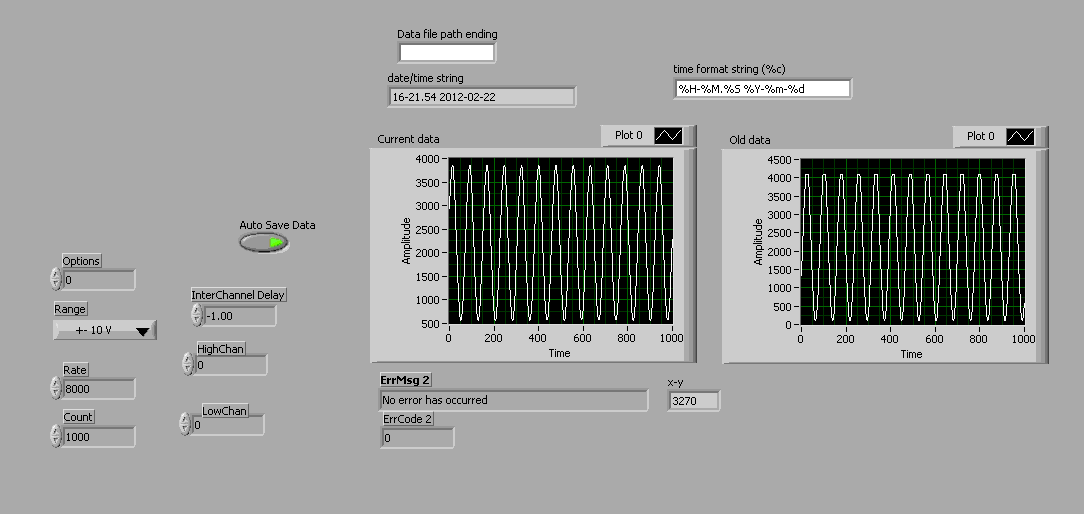 Data file path ending
date/time string
16-21.54 2012-02-22
time format string (%c)
%H-%M.%S %Y-%m-%d
Current data
Plot 0
4000
3500
3000
2500
2000
1500
1000
500
Amplitude
0 200 400 600 800 1000
Time
Old data
Plot 0
4500
4000
3500
3000
2500
2000
1500
1000
500
0
Amplitude
0 200 400 600 800 1000
Time
Auto Save Data
Options
0
Range
+- 10 V
InterChannel Delay
-1.00
HighChan
0
Rate
8000
Count
1000
LowChan
0
ErrMsg 2
No error has occurred
x-y
3270
ErrCode 2
0